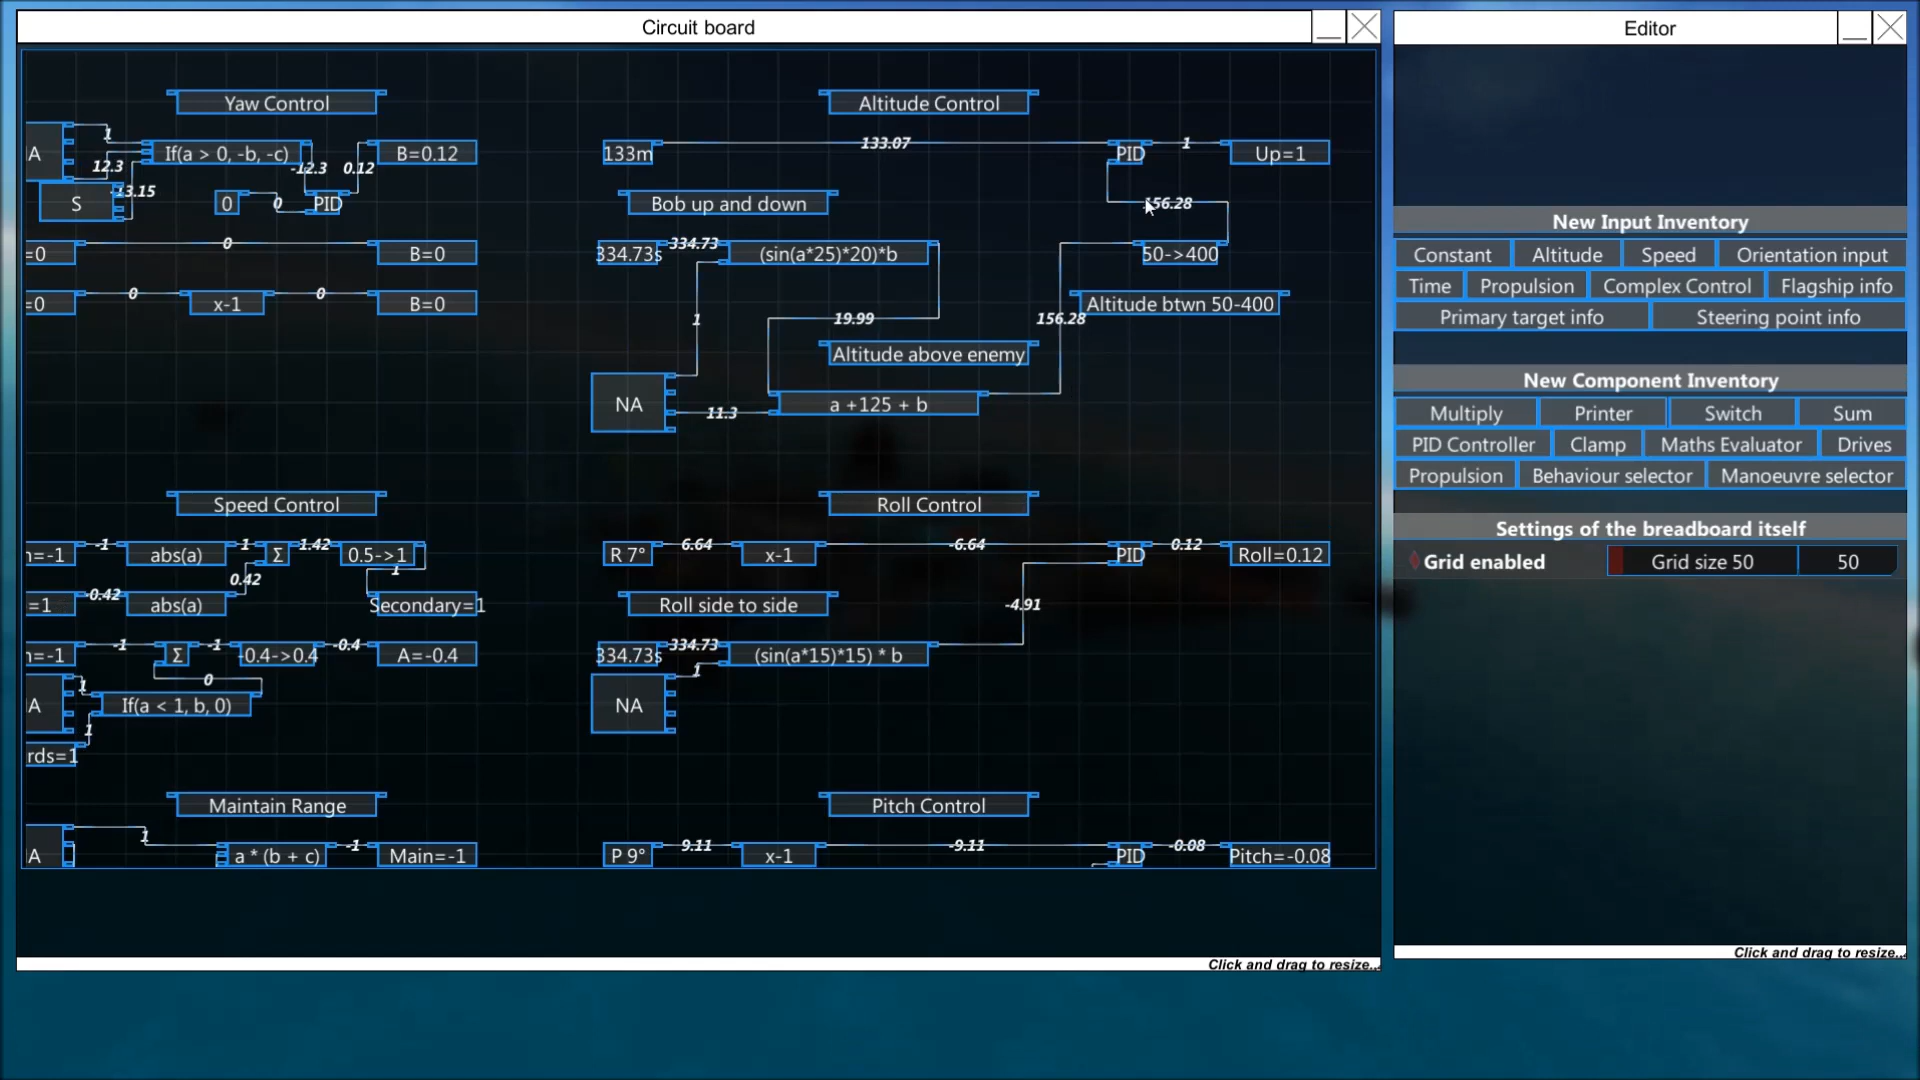 Circuit board
Editor
Yaw Control
Altitude Control
1
133.07
1
A
If(a > 0, -b, -c)
B=0.12
133m
PID
Up=1
12.3
-12.3
0.12
-13.15
S
0
0
PID
Bob up and down
156.28
0
334.73
=0
B=0
334.73s
(sin(a*25)*20)*b
50->400
0
0
=0
x-1
B=0
Altitude btwn 50-400
1
19.99
156.28
Altitude above enemy
NA
11.3
a +125 + b
Speed Control
Roll Control
-1
1
1.42
6.64
-6.64
0.12
n=-1
abs(a)
Σ
0.5->1
R 7°
x-1
PID
Roll=0.12
1
0.42
-0.42
=1
abs(a)
Secondary=1
Roll side to side
-4.91
-1
-1
-0.4
334.73
n=-1
Σ
-0.4->0.4
A=-0.4
334.73s
(sin(a*15)*15) * b
1
0
1
A
If(a < 1, b, 0)
NA
1
rds=1
Maintain Range
Pitch Control
1
-1
9.11
-9.11
-0.08
A
a * (b + c)
Main=-1
P 9°
x-1
PID
Pitch=-0.08
Click and drag to resize..
New Input Inventory
Constant
Altitude
Speed
Orientation input
Time
Propulsion
Complex Control
Flagship info
Primary target info
Steering point info
New Component Inventory
Multiply
Printer
Switch
Sum
PID Controller
Clamp
Maths Evaluator
Drives
Propulsion
Behaviour selector
Manoeuvre selector
Settings of the breadboard itself
Grid enabled
Grid size 50
50
Click and drag to resize..